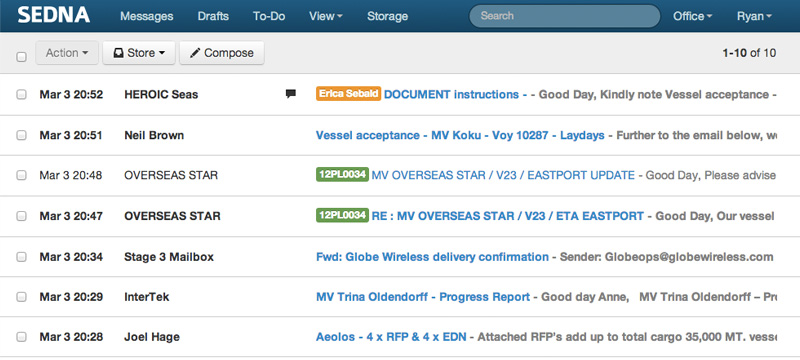 SEDNA Messages Drafts To-Do View Storage Search Office Ryan
Action Store Compose 1-10 of 10
Mar 3 20:52 HEROIC Seas Erica Sebald DOCUMENT instructions - - Good Day, Kindly note Vessel acceptance -
Mar 3 20:51 Neil Brown Vessel acceptance - MV Koku - Voy 10287 - Laydays - Further to the email below, w
Mar 3 20:48 OVERSEAS STAR 12PL0034 MV OVERSEAS STAR / V23 / EASTPORT UPDATE - Good Day, Please advise
Mar 3 20:47 OVERSEAS STAR 12PL0034 RE : MV OVERSEAS STAR / V23 / ETA EASTPORT - Good Day, Our vessel
Mar 3 20:34 Stage 3 Mailbox Fwd: Globe Wireless delivery confirmation - Sender: Globeops@globewireless.com
Mar 3 20:29 InterTek MV Trina Oldendorff - Progress Report - Good day Anne, MV Trina Oldendorff – Pr
Mar 3 20:28 Joel Hage Aeolos - 4 x RFP & 4 x EDN - Attached RFP's add up to total cargo 35,000 MT. vess